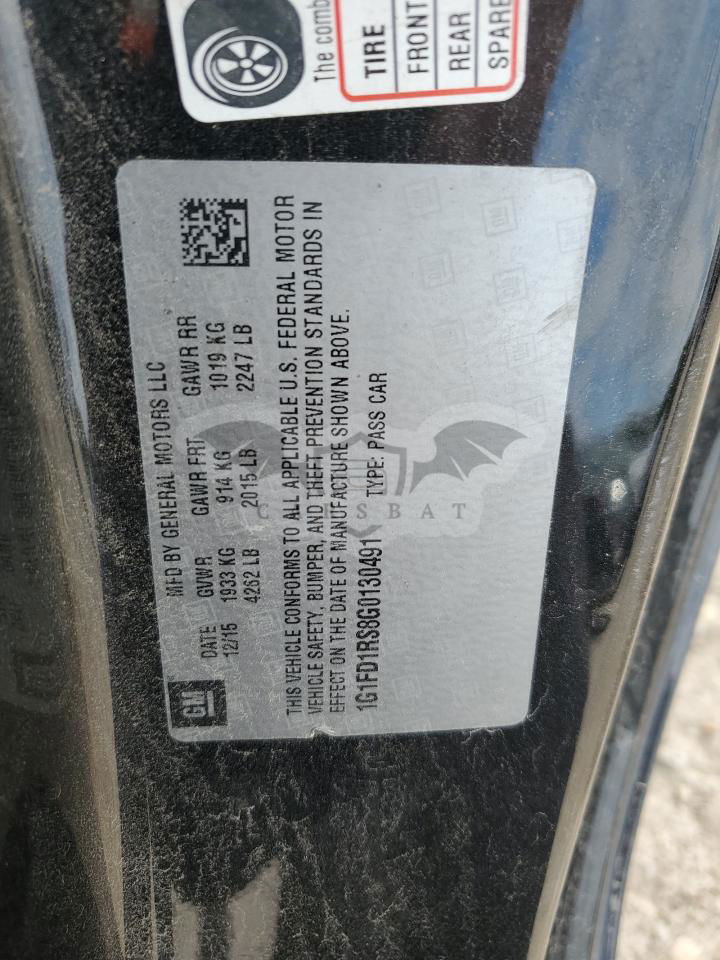 The comb
TIRE
FRONT
REAR
SPARE
MFD BY GENERAL MOTORS LLC
DATE GVWR GAWR FRT GAWR RR
12/15 1933 KG 914 KG 1019 KG
4262 LB 2015 LB 2247 LB
THIS VEHICLE CONFORMS TO ALL APPLICABLE U.S. FEDERAL MOTOR
VEHICLE SAFETY, BUMPER, AND THEFT PREVENTION STANDARDS IN
EFFECT ON THE DATE OF MANUFACTURE SHOWN ABOVE.
1G1FD1RS8G0130491 TYPE: PASS CAR
GM
CARSBAT